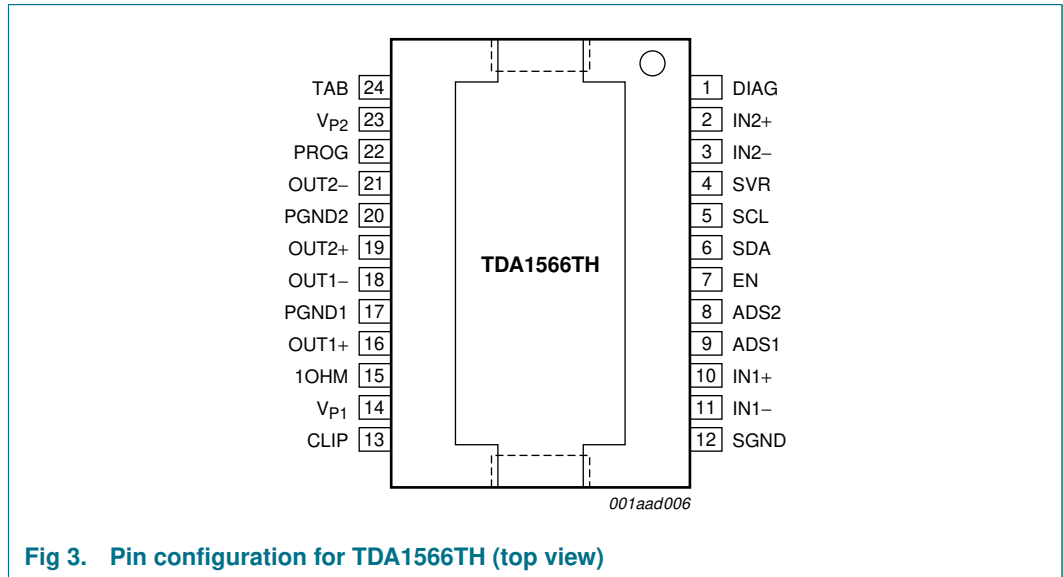 TAB 24 1 DIAG
VP2 23 2 IN2+
PROG 22 3 IN2−
OUT2− 21 4 SVR
PGND2 20 5 SCL
OUT2+ 19 6 SDA
TDA1566TH
OUT1− 18 7 EN
PGND1 17 8 ADS2
OUT1+ 16 9 ADS1
1OHM 15 10 IN1+
VP1 14 11 IN1−
CLIP 13 12 SGND
001aad006
Fig 3. Pin configuration for TDA1566TH (top view)